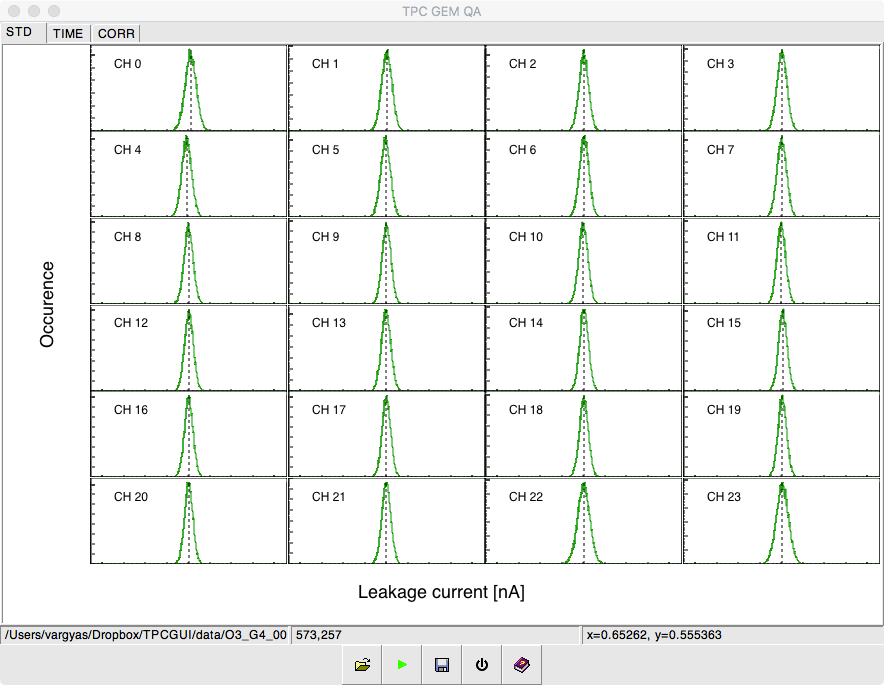 TPC GEM QA
STD TIME CORR
CH 0 CH 1 CH 2 CH 3
CH 4 CH 5 CH 6 CH 7
CH 8 CH 9 CH 10 CH 11
CH 12 CH 13 CH 14 CH 15
CH 16 CH 17 CH 18 CH 19
CH 20 CH 21 CH 22 CH 23
Occurence
Leakage current [nA]
/Users/vargyas/Dropbox/TPCGUI/data/O3_G4_00 573,257 x=0.65262, y=0.555363